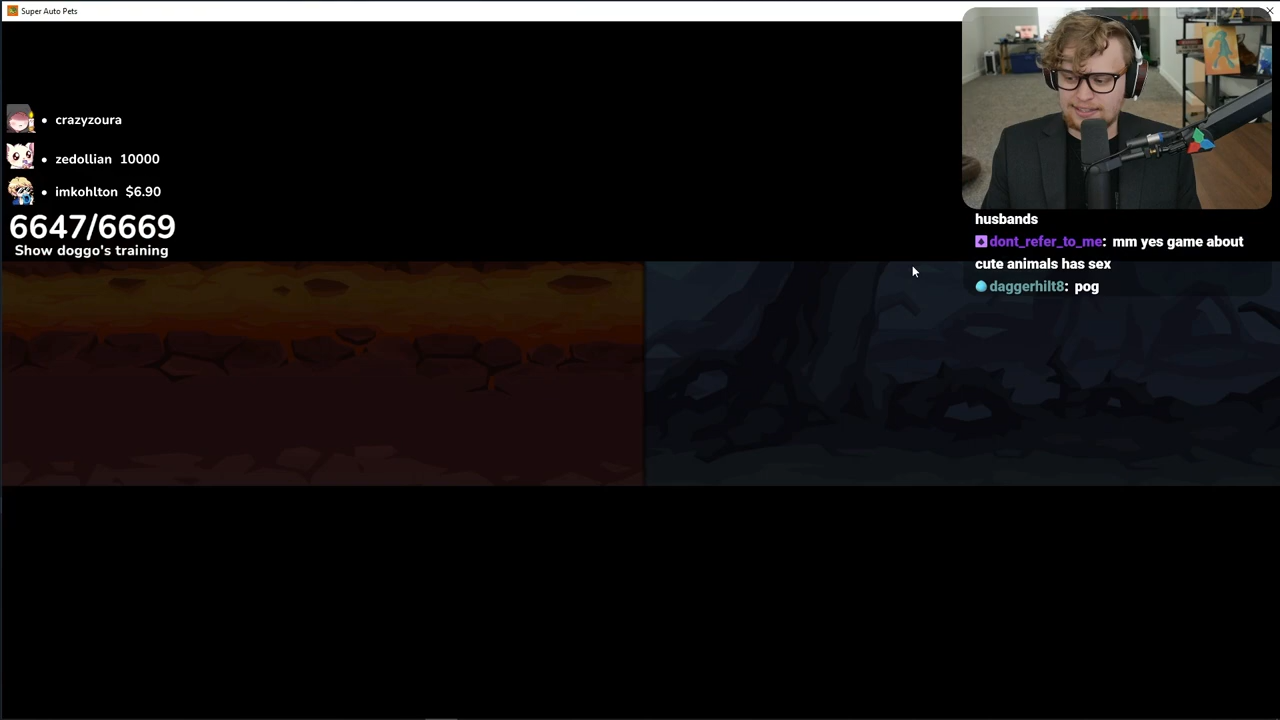 Super Auto Pets
• crazyzoura
• zedollian 10000
• imkohlton $6.90
6647/6669
Show doggo's training
husbands
dont_refer_to_me: mm yes game about
cute animals has sex
daggerhilt8: pog